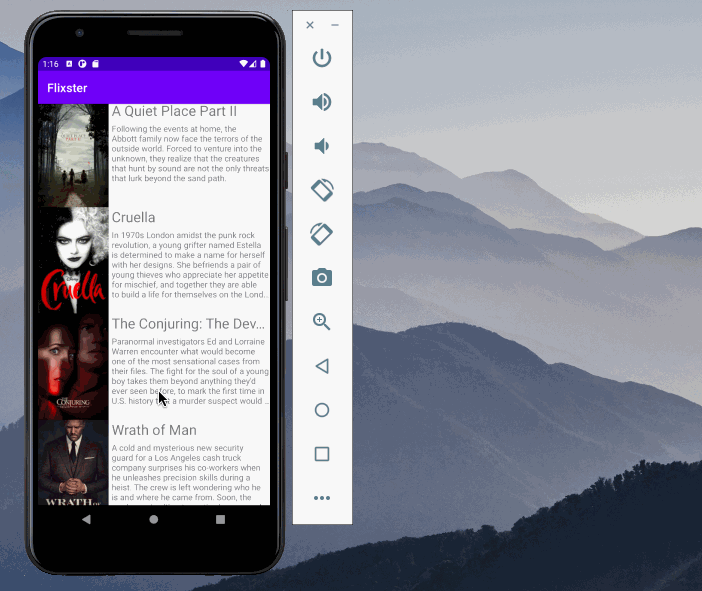 1:16
Flixster
A Quiet Place Part II
Following the events at home, the
Abbott family now face the terrors of the
outside world. Forced to venture into the
unknown, they realize that the creatures
that hunt by sound are not the only threats
that lurk beyond the sand path.
Cruella
In 1970s London amidst the punk rock
revolution, a young grifter named Estella
is determined to make a name for herself
with her designs. She befriends a pair of
young thieves who appreciate her appetite
for mischief, and together they are able
to build a life for themselves on the Lond...
Cruella
The Conjuring: The Dev...
Paranormal investigators Ed and Lorraine
Warren encounter what would become
one of the most sensational cases from
their files. The fight for the soul of a young
boy takes them beyond anything they'd
ever seen before, to mark the first time in
U.S. history a murder suspect would ...
CONJURING
Wrath of Man
A cold and mysterious new security
guard for a Los Angeles cash truck
company surprises his co-workers when
he unleashes precision skills during a
heist. The crew is left wondering who he
is and where he came from. Soon, the
WRATH OF